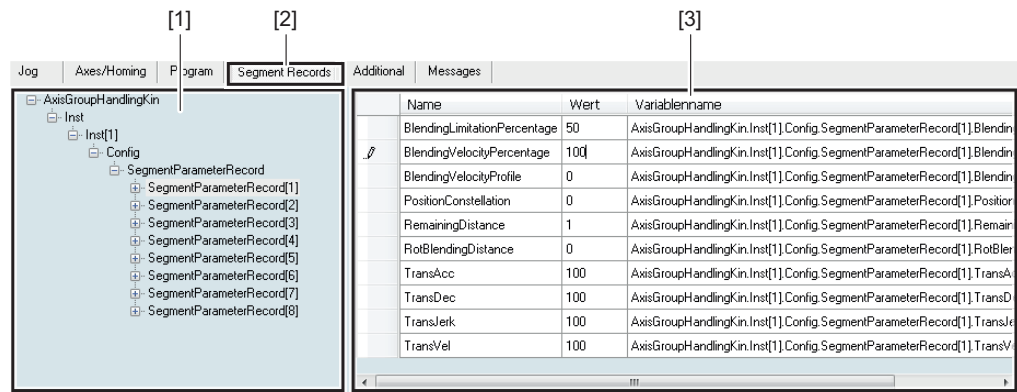 [1] [2] [3]
Jog Axes/Homing Program Segment Records Additional Messages
AxisGroupHandlingKin
Inst
Inst[1]
Config
SegmentParameterRecord
SegmentParameterRecord[1]
SegmentParameterRecord[2]
SegmentParameterRecord[3]
SegmentParameterRecord[4]
SegmentParameterRecord[5]
SegmentParameterRecord[6]
SegmentParameterRecord[7]
SegmentParameterRecord[8]
Name Wert Variablenname
BlendingLimitationPercentage 50 AxisGroupHandlingKin.Inst[1].Config.SegmentParameterRecord[1].Blendin
BlendingVelocityPercentage 100 AxisGroupHandlingKin.Inst[1].Config.SegmentParameterRecord[1].Blendin
BlendingVelocityProfile 0 AxisGroupHandlingKin.Inst[1].Config.SegmentParameterRecord[1].Blendin
PositionConstellation 0 AxisGroupHandlingKin.Inst[1].Config.SegmentParameterRecord[1].Position
RemainingDistance 1 AxisGroupHandlingKin.Inst[1].Config.SegmentParameterRecord[1].Remain
RotBlendingDistance 0 AxisGroupHandlingKin.Inst[1].Config.SegmentParameterRecord[1].RotBler
TransAcc 100 AxisGroupHandlingKin.Inst[1].Config.SegmentParameterRecord[1].TransA
TransDec 100 AxisGroupHandlingKin.Inst[1].Config.SegmentParameterRecord[1].TransD
TransJerk 100 AxisGroupHandlingKin.Inst[1].Config.SegmentParameterRecord[1].TransJe
TransVel 100 AxisGroupHandlingKin.Inst[1].Config.SegmentParameterRecord[1].TransV